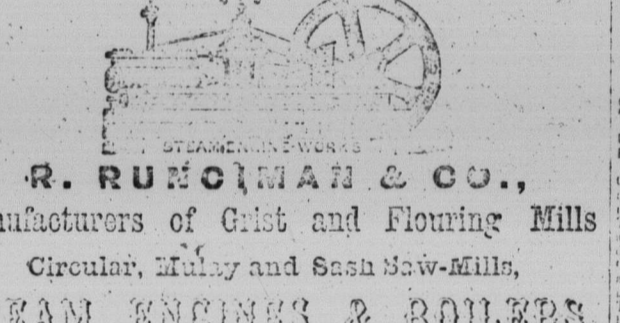 STEAM ENGINE WORKS
R. RUNCIMAN & CO.,
nufacturers of Grist and Flouring Mills
Circular, Mulay and Sash Saw-Mills,
EAM ENGINES & BOILERS.